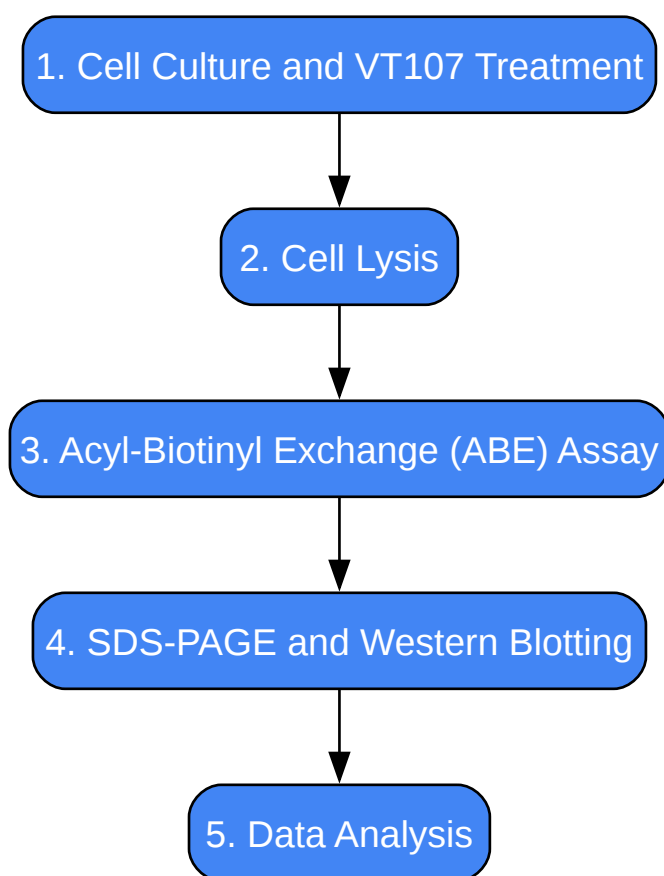 1. Cell Culture and VT107 Treatment
2. Cell Lysis
3. Acyl-Biotinyl Exchange (ABE) Assay
4. SDS-PAGE and Western Blotting
5. Data Analysis